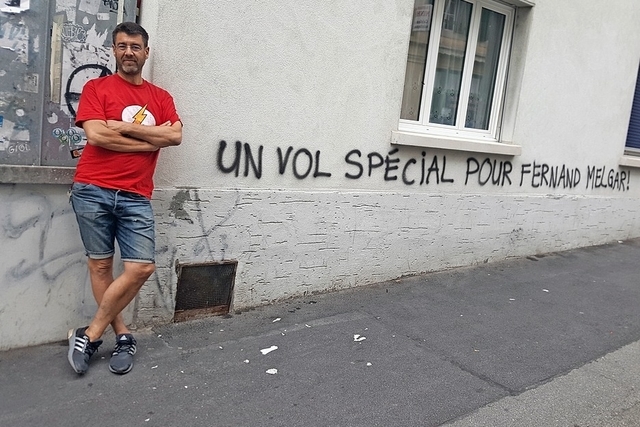 UN VOL SPÉCIAL POUR FERNAND MELGAR!